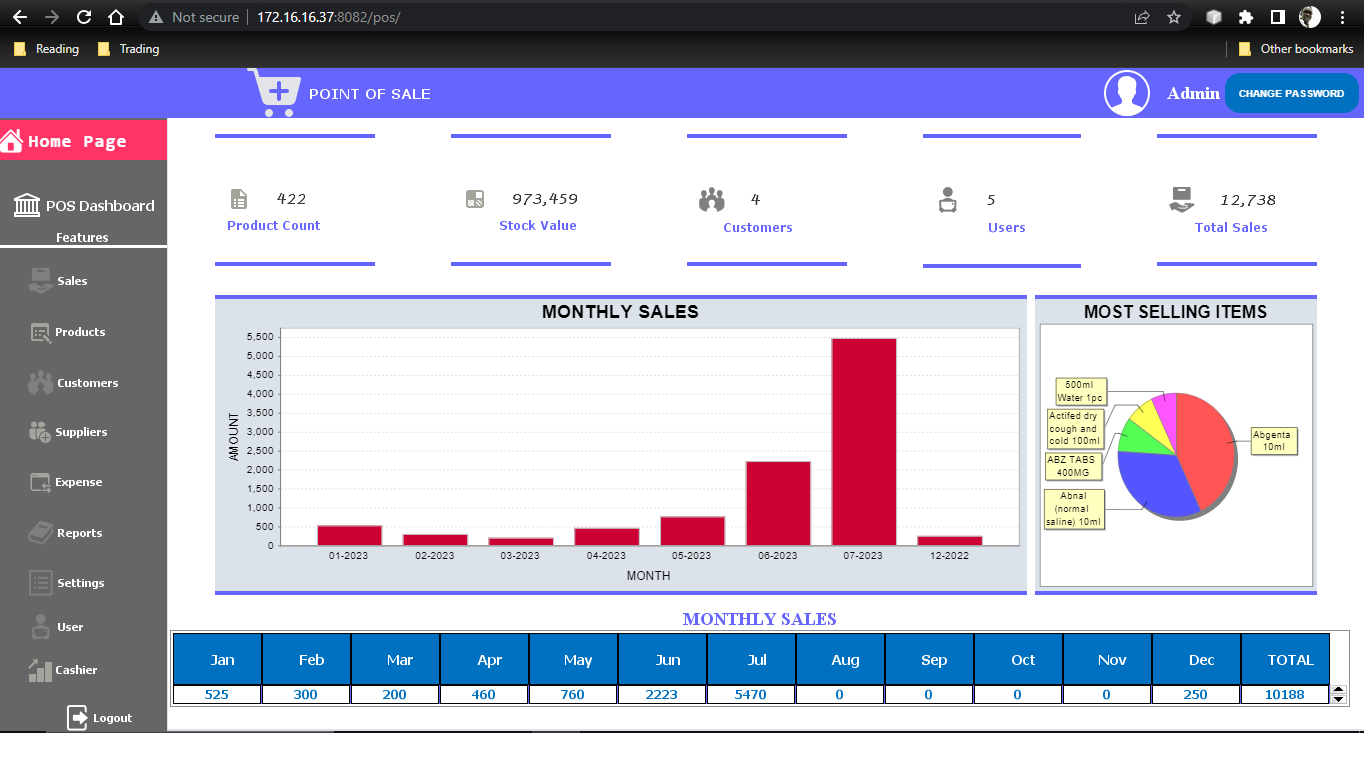 Not secure 172.16.16.37:8082/pos/
Reading Trading Other bookmarks
POINT OF SALE Admin CHANGE PASSWORD
Home Page
POS Dashboard
Features
Sales
Products
Customers
Suppliers
Expense
Reports
Settings
User
Cashier
Logout
422
Product Count
973,459
Stock Value
4
Customers
5
Users
12,738
Total Sales
MONTHLY SALES
AMOUNT
5,500
5,000
4,500
4,000
3,500
3,000
2,500
2,000
1,500
1,000
500
0
01-2023 02-2023 03-2023 04-2023 05-2023 06-2023 07-2023 12-2022
MONTH
MOST SELLING ITEMS
500ml
Water 1pc
Actifed dry
cough and
cold 100ml
ABZ TABS
400MG
Abnal
(normal
saline) 10ml
Abgenta
10ml
MONTHLY SALES
Jan Feb Mar Apr May Jun Jul Aug Sep Oct Nov Dec TOTAL
525 300 200 460 760 2223 5470 0 0 0 0 250 10188